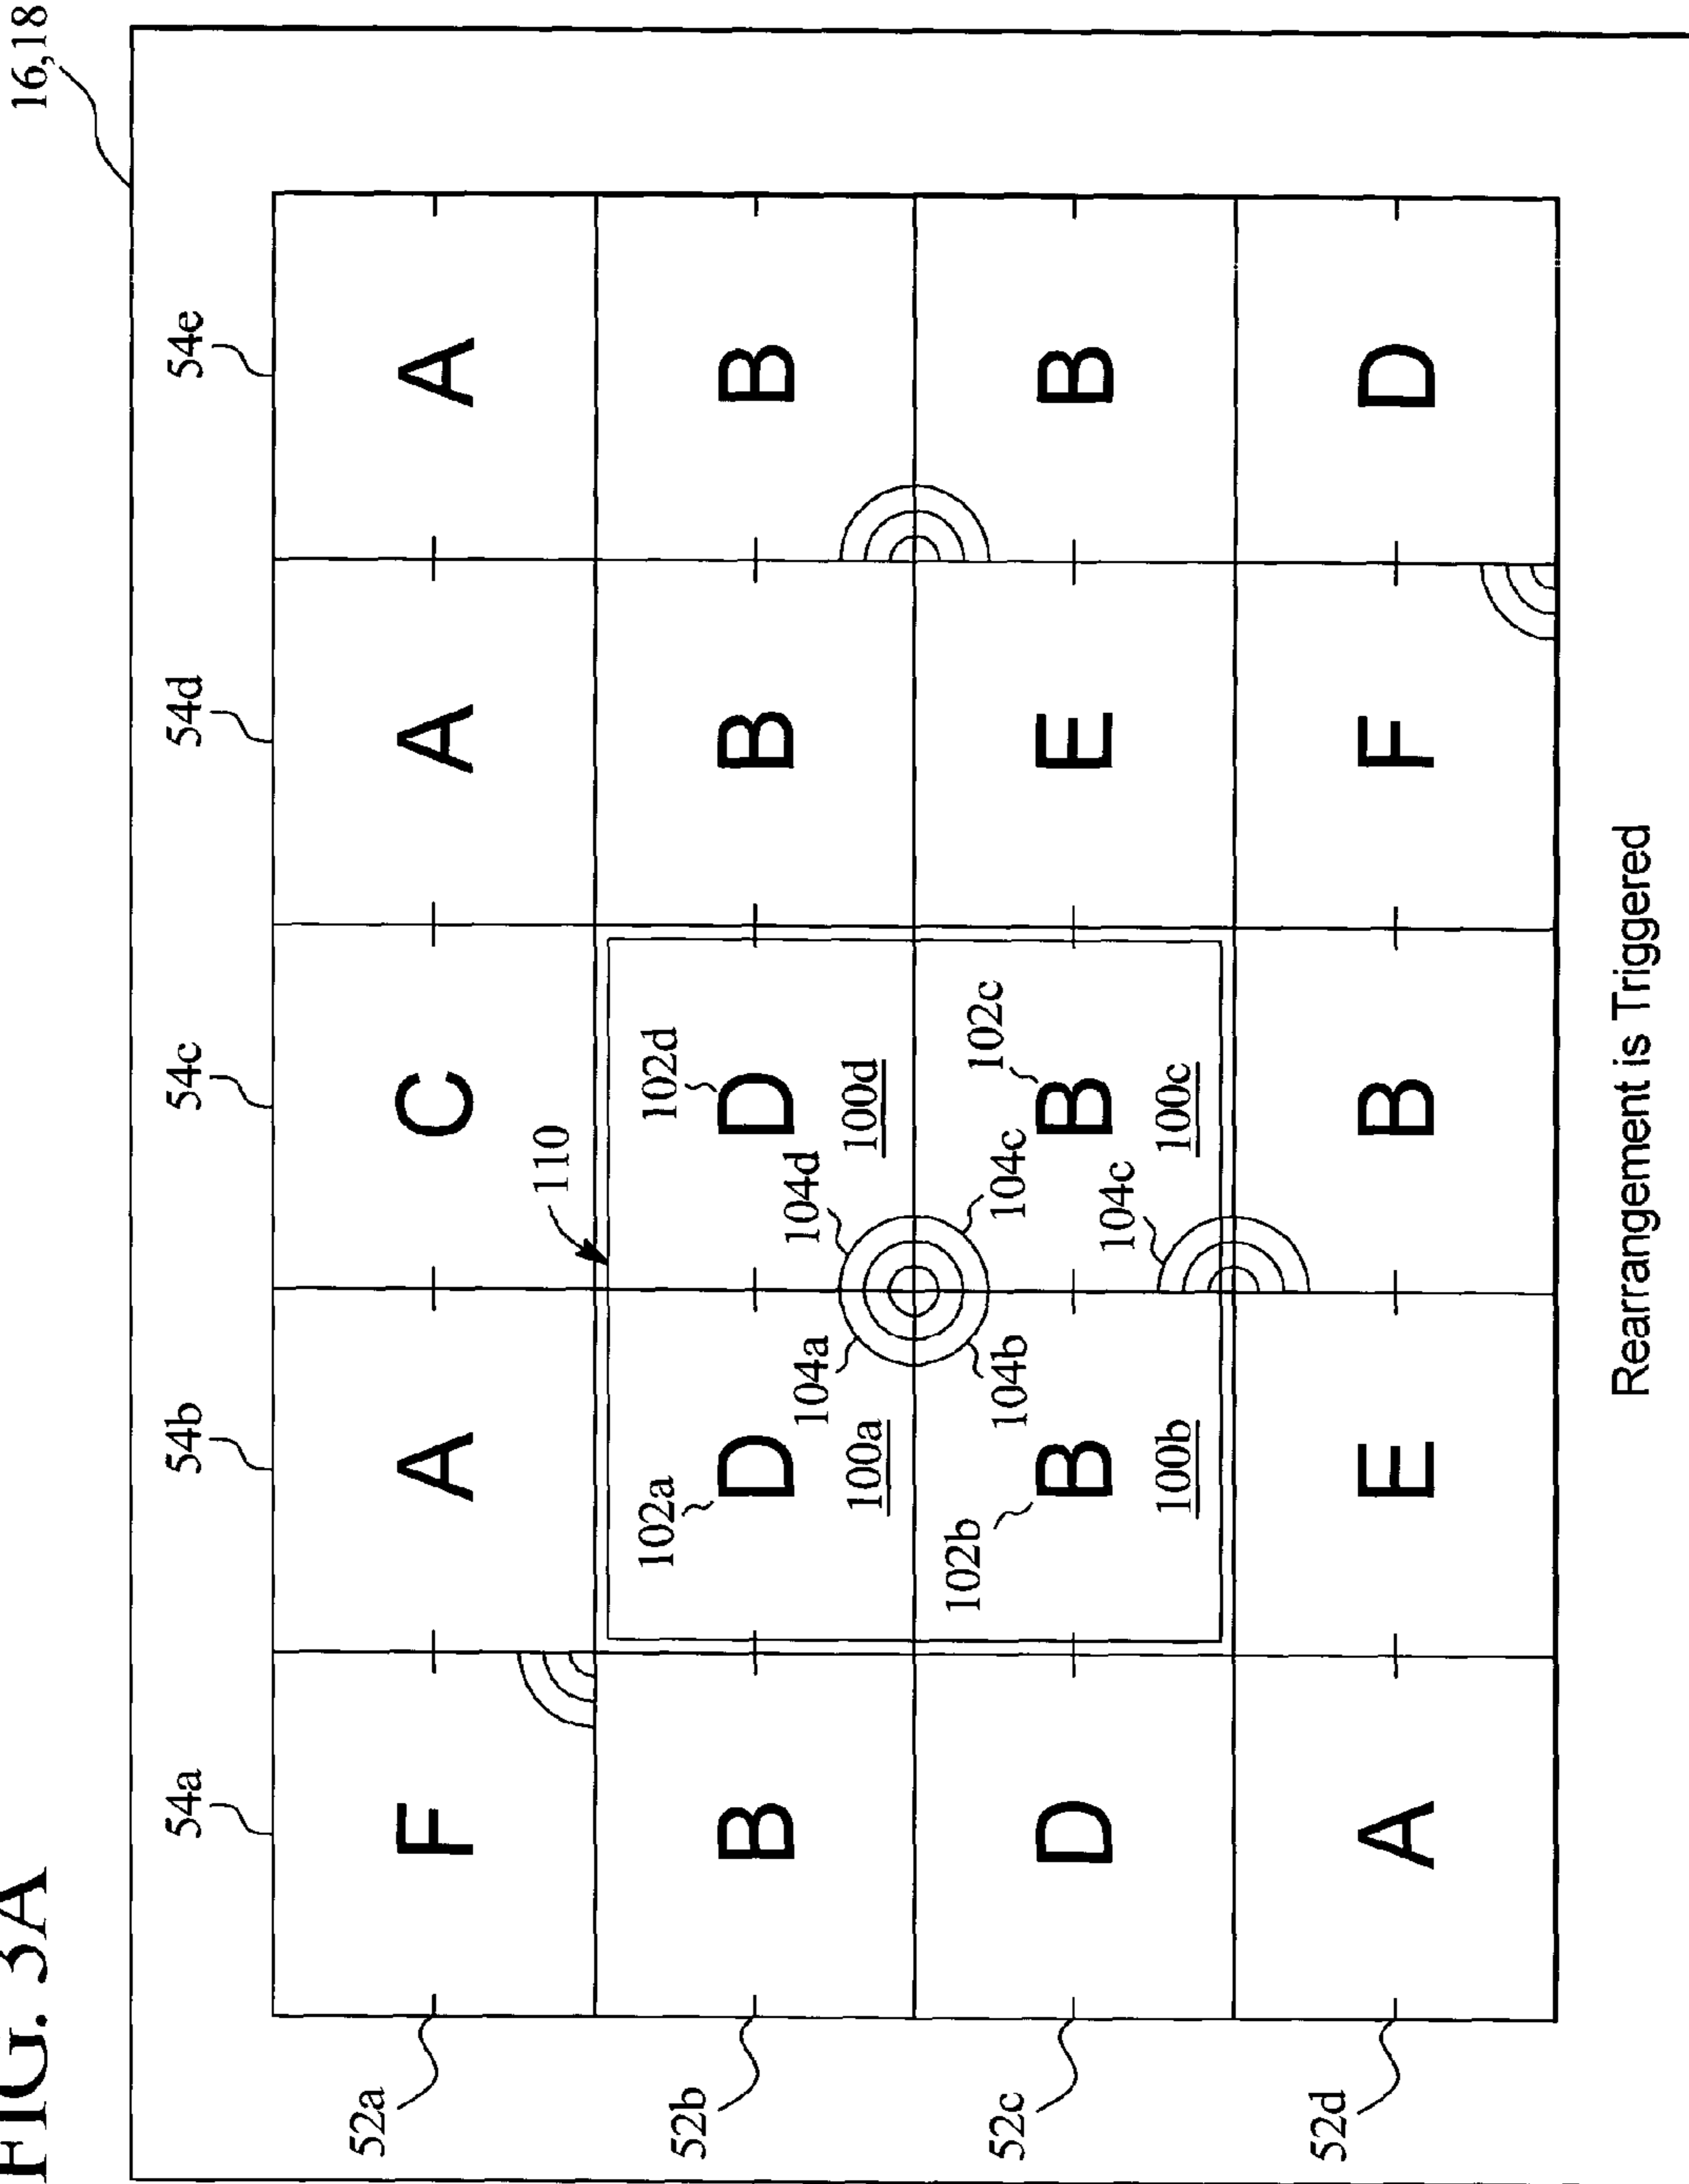 FIG. 3A
16,18
54a 54b 54c 54d 54e
110
52a F A C A A
102a 102d
52b B D D B B
104a 104d
100a 100d
102b 104b 104c 102c
52c D B B E B
104c
100b 100c
52d A E B F D
Rearrangement is Triggered